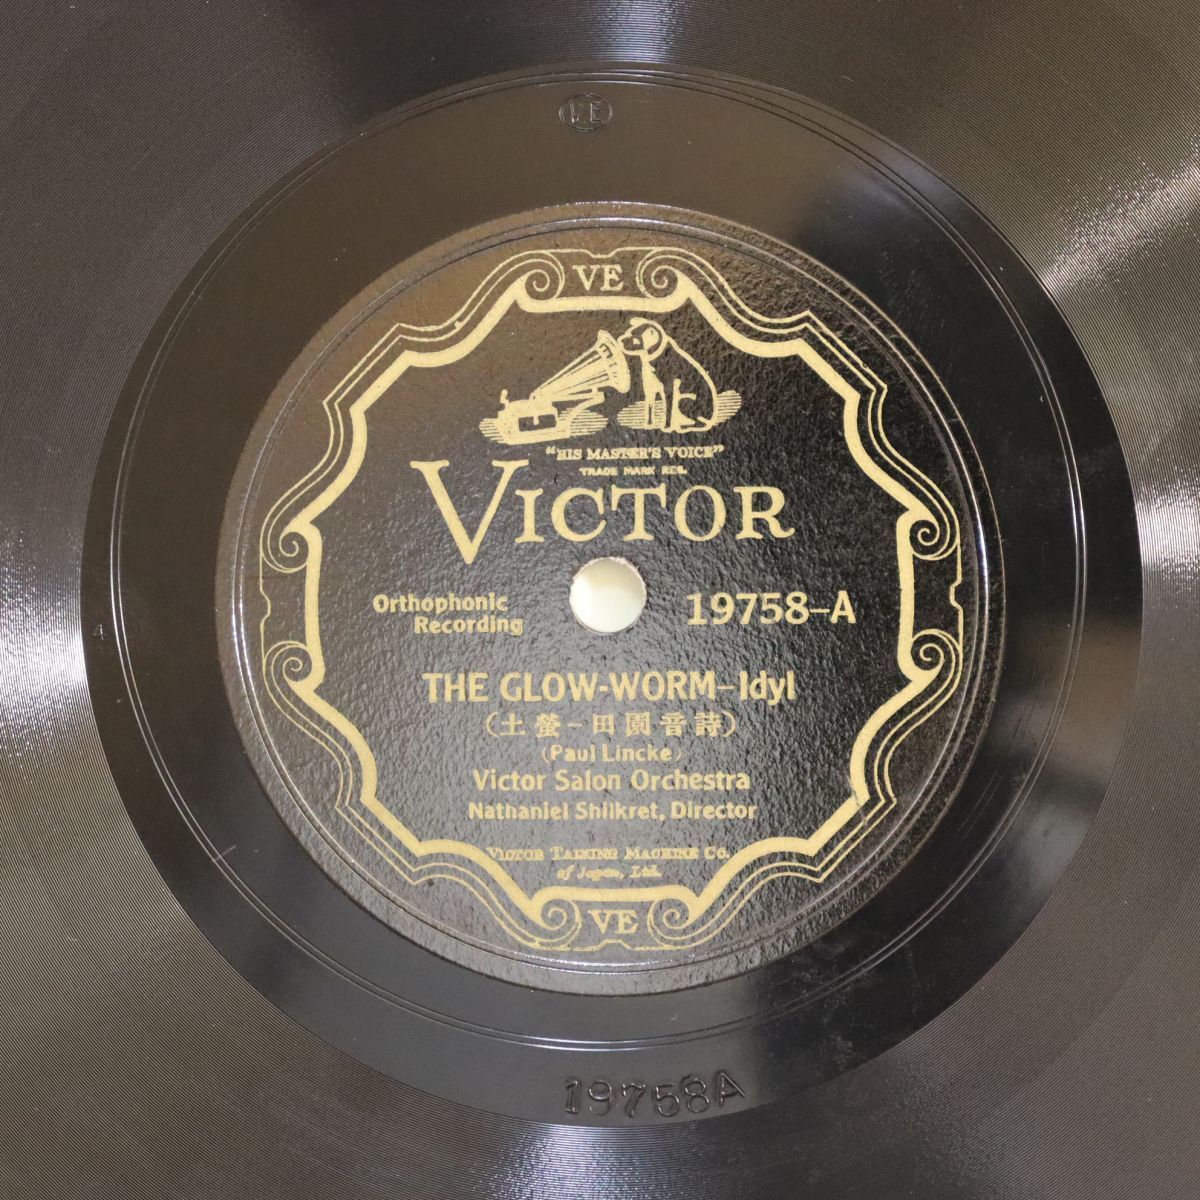 VE
VE
"HIS MASTER'S VOICE"
TRADE MARK REG.
VICTOR
Orthophonic
Recording
19758-A
THE GLOW-WORM-Idyl
(土螢－田園音詩)
(Paul Lincke)
Victor Salon Orchestra
Nathaniel Shilkret, Director
VICTOR TALKING MACHINE CO.
of Japan, Ltd.
VE
19758A
4